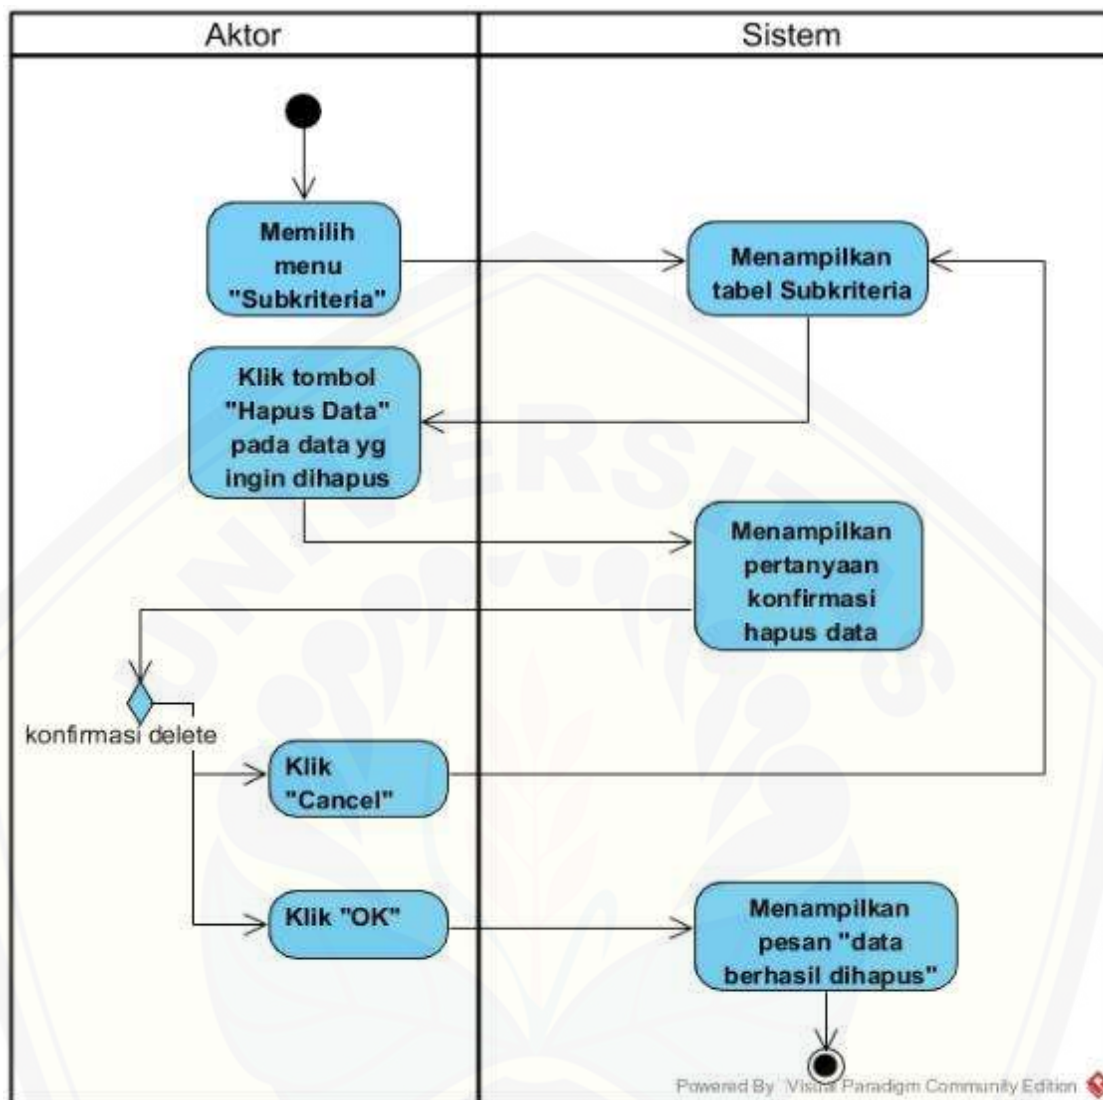 Aktor
Sistem
Memilih
menu
"Subkriteria"
Menampilkan
tabel Subkriteria
Klik tombol
"Hapus Data"
pada data yg
ingin dihapus
Menampilkan
pertanyaan
konfirmasi
hapus data
konfirmasi delete
Klik
"Cancel"
Klik "OK"
Menampilkan
pesan "data
berhasil dihapus"
Powered By Visual Paradigm Community Edition
UNIVERSITAS